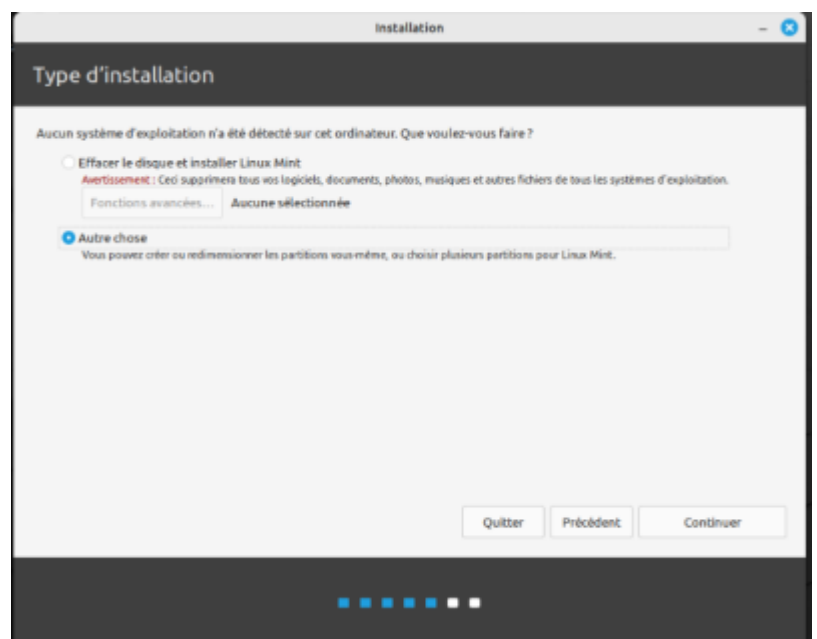 Installation
Type d'installation
Aucun système d'exploitation n'a été détecté sur cet ordinateur. Que voulez-vous faire ?
Effacer le disque et installer Linux Mint
Avertissement : Ceci supprimera tous vos logiciels, documents, photos, musiques et autres fichiers de tous les systèmes d'exploitation.
Fonctions avancées... Aucune sélectionnée
Autre chose
Vous pouvez créer ou redimensionner les partitions vous-même, ou choisir plusieurs partitions pour Linux Mint.
Quitter Précédent Continuer